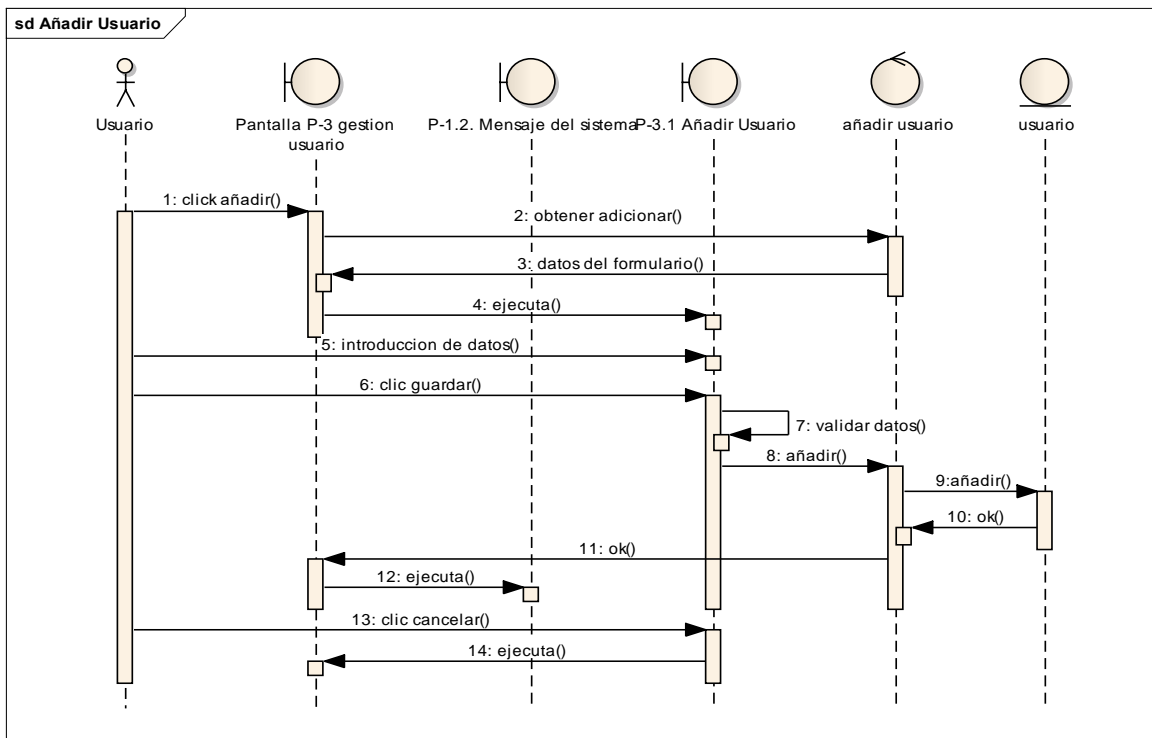 sd Añadir Usuario
Usuario
Pantalla P-3 gestion
usuario
P-1.2. Mensaje del sistema
P-3.1 Añadir Usuario
añadir usuario
usuario
1: click añadir()
2: obtener adicionar()
3: datos del formulario()
4: ejecuta()
5: introduccion de datos()
6: clic guardar()
7: validar datos()
8: añadir()
9:añadir()
10: ok()
11: ok()
12: ejecuta()
13: clic cancelar()
14: ejecuta()